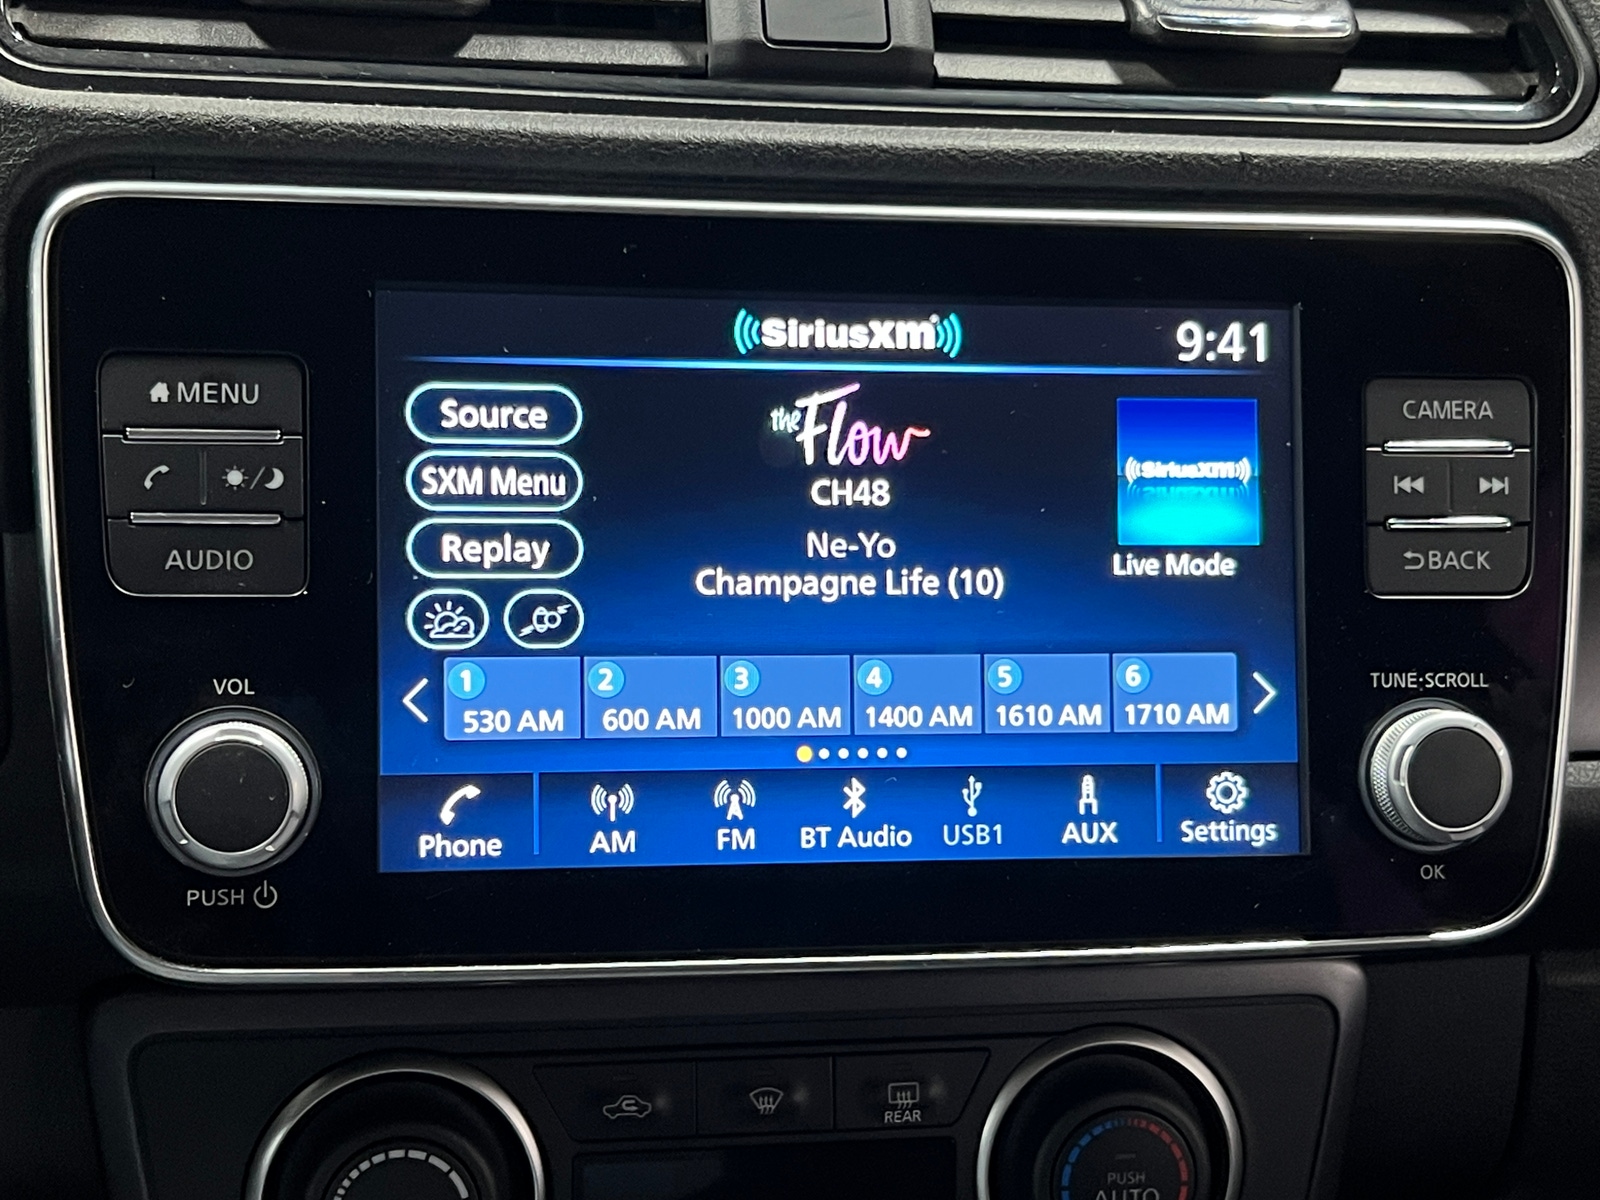 SiriusXM
9:41
MENU
AUDIO
VOL
PUSH
Source
SXM Menu
Replay
the Flow
CH48
Ne-Yo
Champagne Life (10)
SiriusXM
Live Mode
1 530 AM
2 600 AM
3 1000 AM
4 1400 AM
5 1610 AM
6 1710 AM
Phone
AM
FM
BT Audio
USB1
AUX
Settings
CAMERA
BACK
TUNE·SCROLL
OK
REAR
PUSH
AUTO